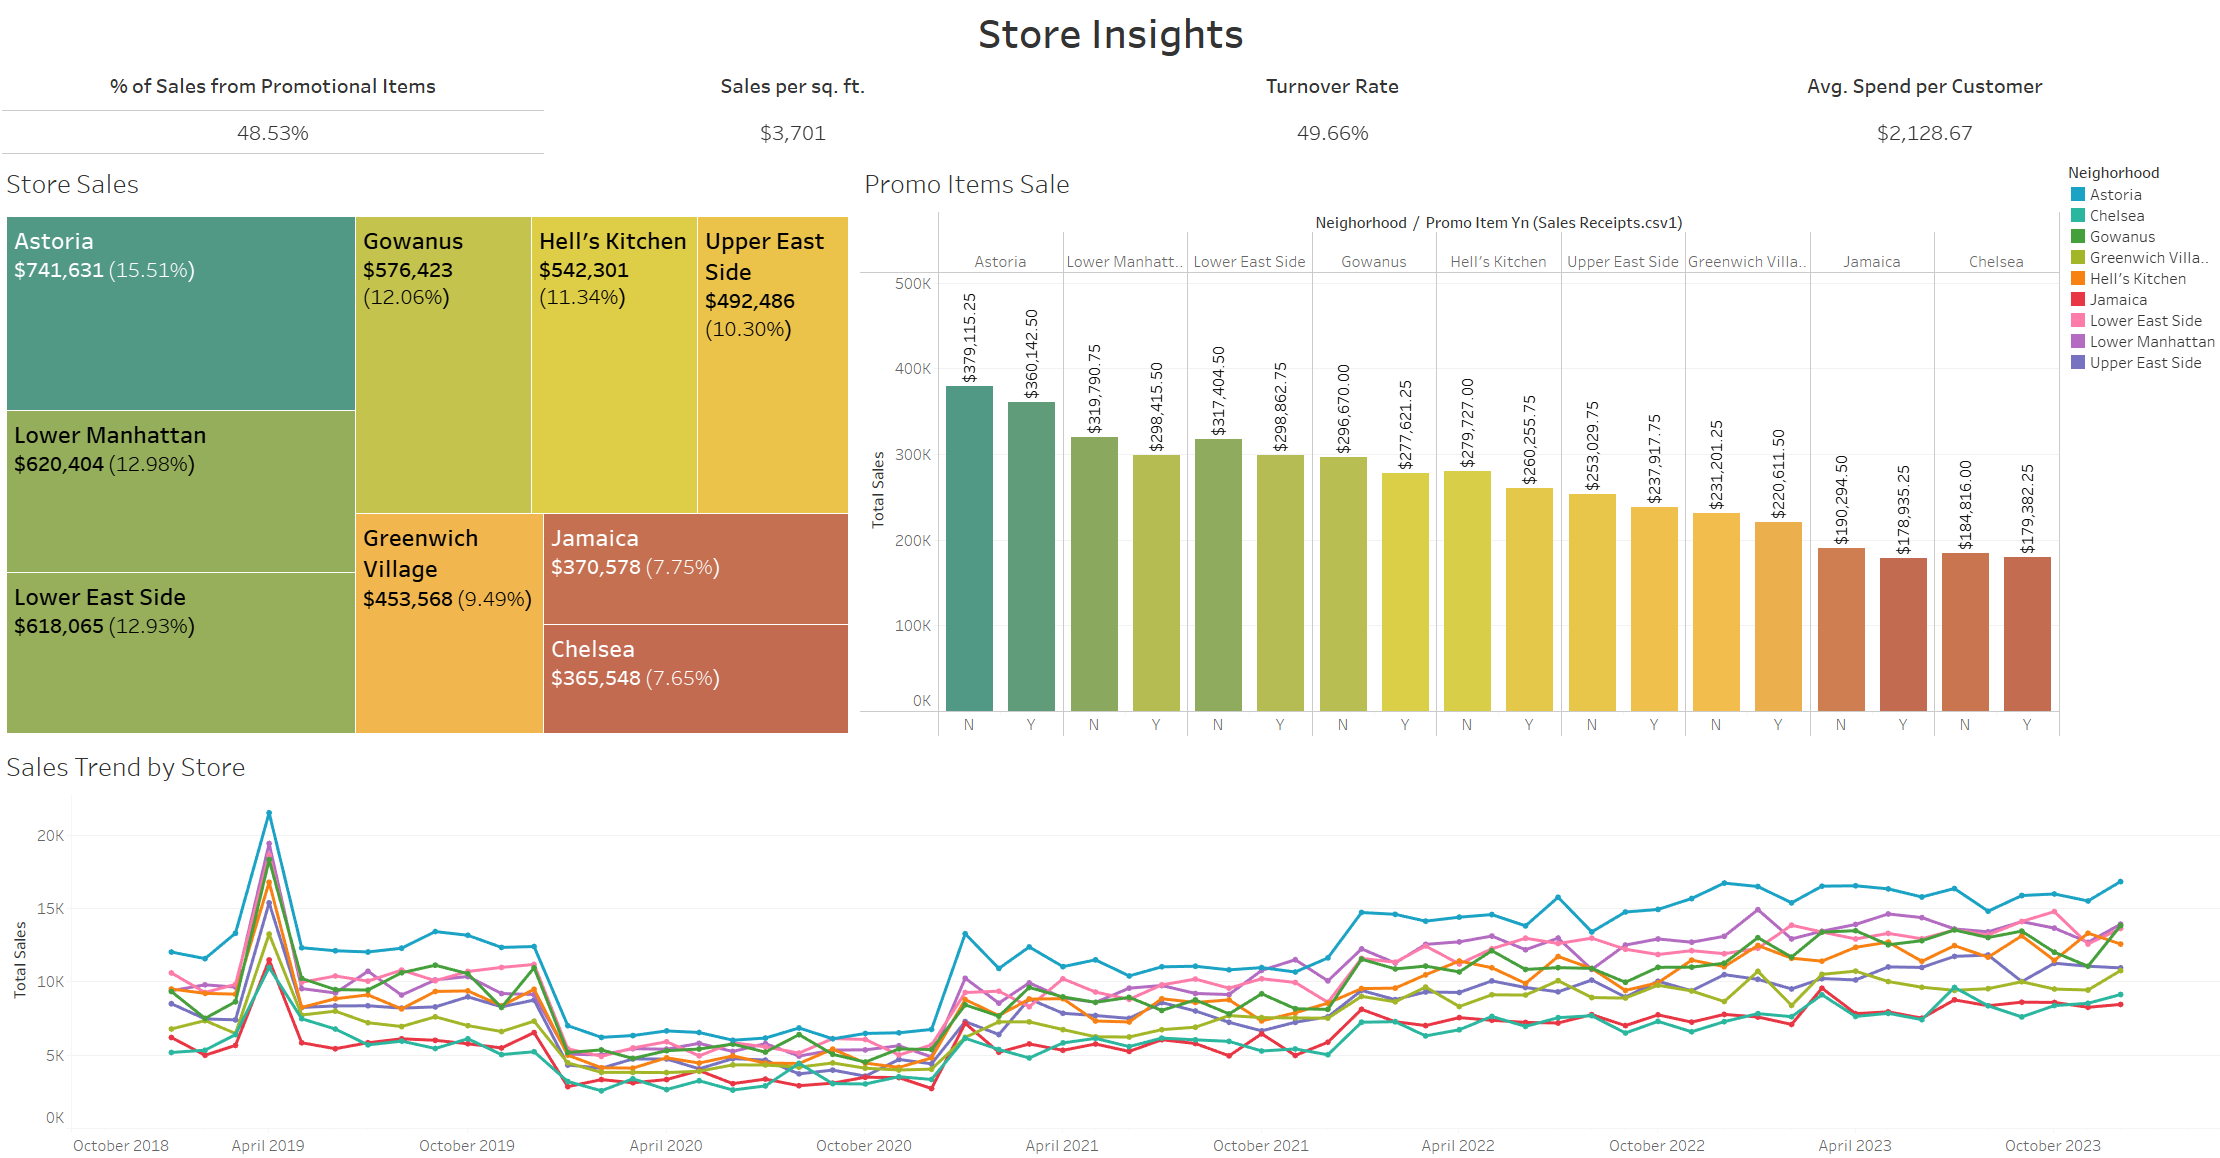 Store Insights
% of Sales from Promotional Items
48.53%
Sales per sq. ft.
$3,701
Turnover Rate
49.66%
Avg. Spend per Customer
$2,128.67
Store Sales
Astoria
$741,631 (15.51%)
Lower Manhattan
$620,404 (12.98%)
Lower East Side
$618,065 (12.93%)
Gowanus
$576,423
(12.06%)
Hell's Kitchen
$542,301
(11.34%)
Upper East
Side
$492,486
(10.30%)
Greenwich
Village
$453,568 (9.49%)
Jamaica
$370,578 (7.75%)
Chelsea
$365,548 (7.65%)
Promo Items Sale
Neighorhood / Promo Item Yn (Sales Receipts.csv1)
Astoria Lower Manhatt.. Lower East Side Gowanus Hell's Kitchen Upper East Side Greenwich Villa.. Jamaica Chelsea
Total Sales
500K
400K
300K
200K
100K
0K
$379,115.25
$360,142.50
$319,790.75
$298,415.50
$317,404.50
$298,862.75
$296,670.00
$277,621.25
$279,727.00
$260,255.75
$253,029.75
$237,917.75
$231,201.25
$220,611.50
$190,294.50
$178,935.25
$184,816.00
$179,382.25
N Y N Y N Y N Y N Y N Y N Y N Y N Y
Neighorhood
Astoria
Chelsea
Gowanus
Greenwich Villa..
Hell's Kitchen
Jamaica
Lower East Side
Lower Manhattan
Upper East Side
Sales Trend by Store
Total Sales
20K
15K
10K
5K
0K
October 2018 April 2019 October 2019 April 2020 October 2020 April 2021 October 2021 April 2022 October 2022 April 2023 October 2023